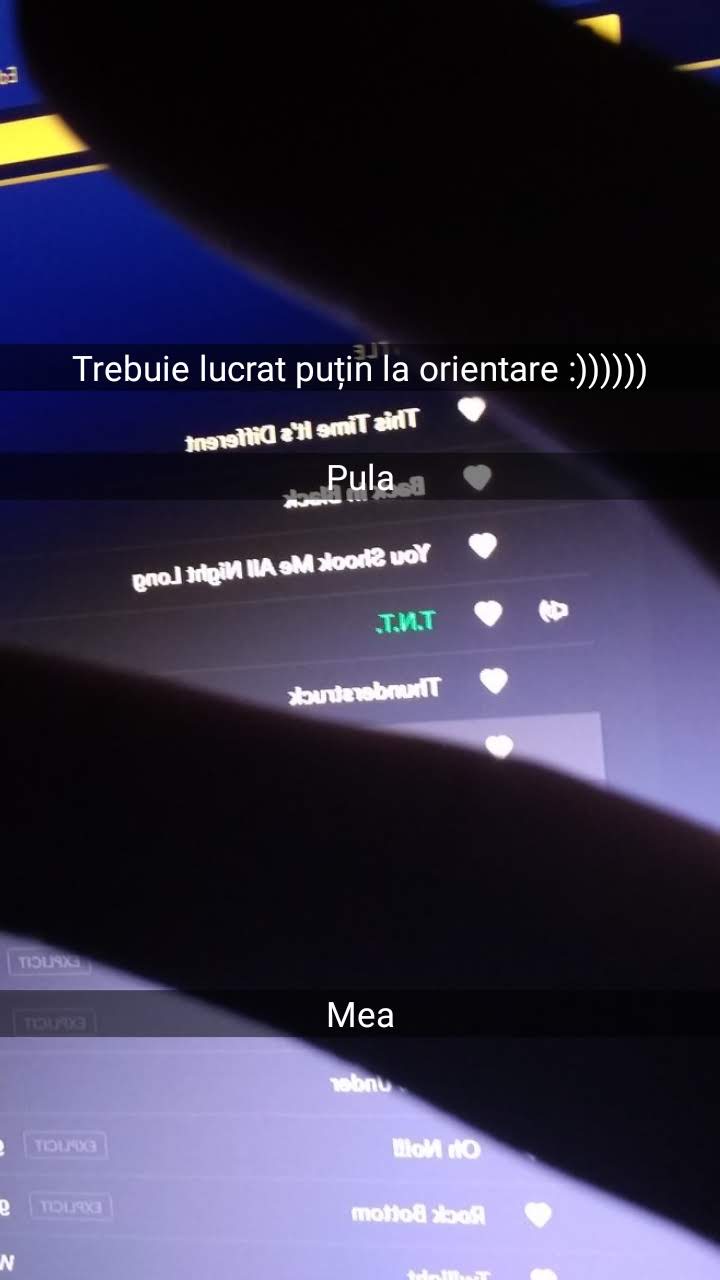 Trebuie lucrat puțin la orientare :))))))
This Time It's Different
Pula
Back In Black
You Shook Me All Night Long
T.N.T.
Thunderstruck
EXPLICIT
Mea
EXPLICIT
Under
Oh No!!!
EXPLICIT
Rock Bottom
EXPLICIT
Twilight